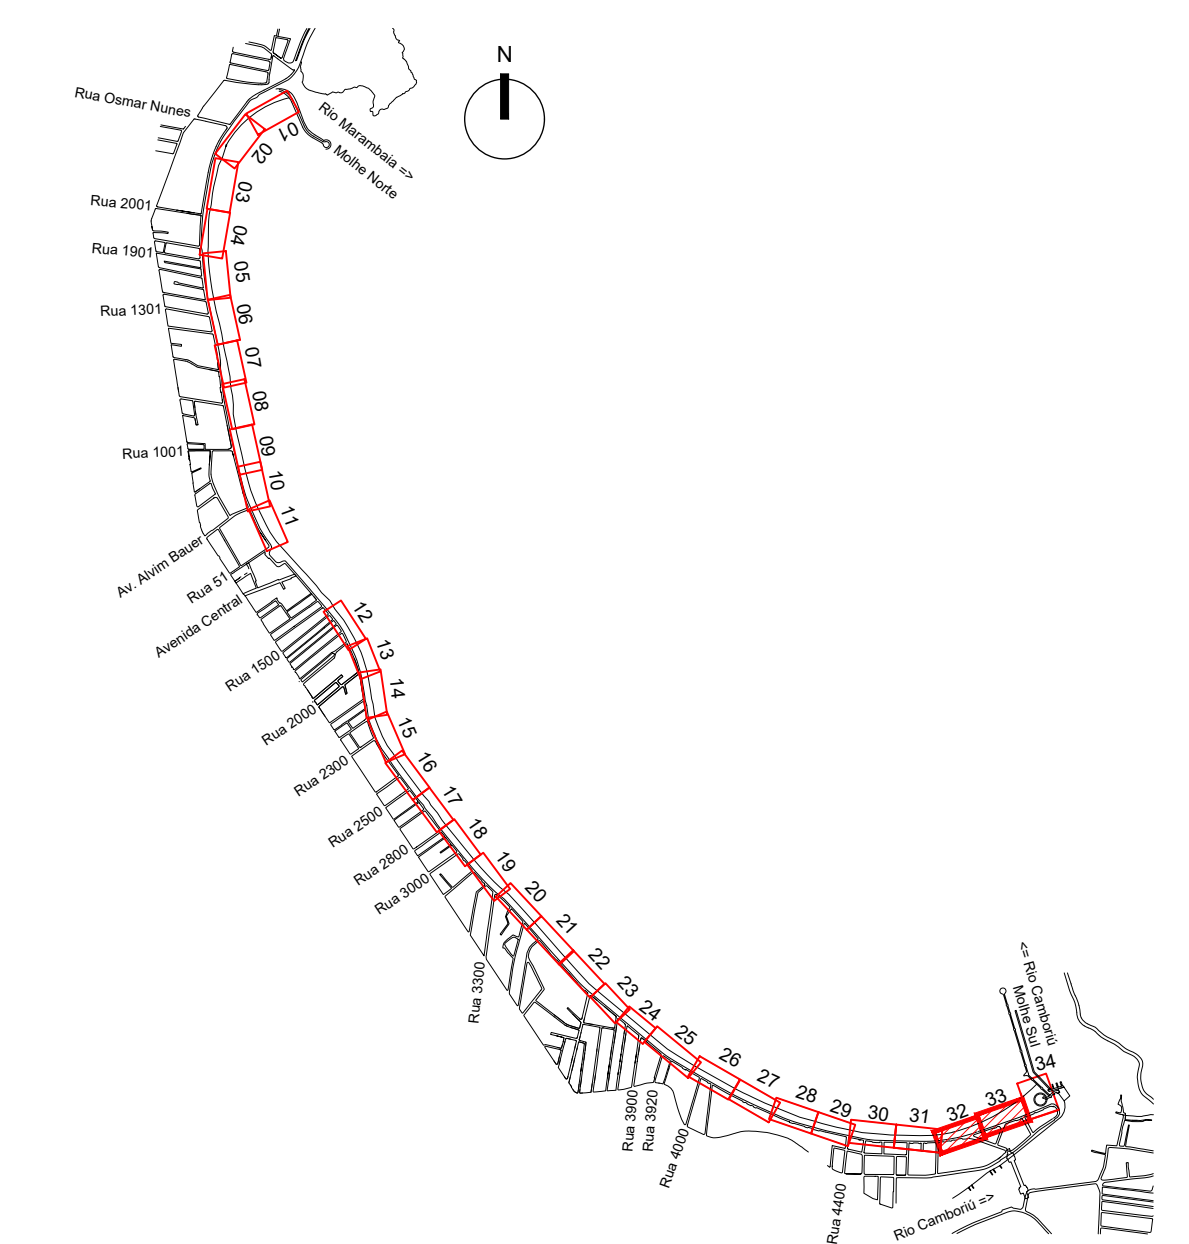 N
Rua Osmar Nunes
Rio Marambaia =>
Molhe Norte
01
02
03
Rua 2001
04
Rua 1901
05
Rua 1301
06
07
08
Rua 1001
09
10
11
Av. Alvim Bauer
Rua 51
Avenida Central
12
Rua 1500
13
14
Rua 2000
15
Rua 2300
16
17
Rua 2500
18
Rua 2800
19
Rua 3000
20
21
Rua 3300
22
23
24
25
Rua 3900
Rua 3920
26
Rua 4000
27
28
29
Rua 4400
30
31
32
33
34
<= Rio Camboriú
Molhe Sul
Rio Camboriú =>